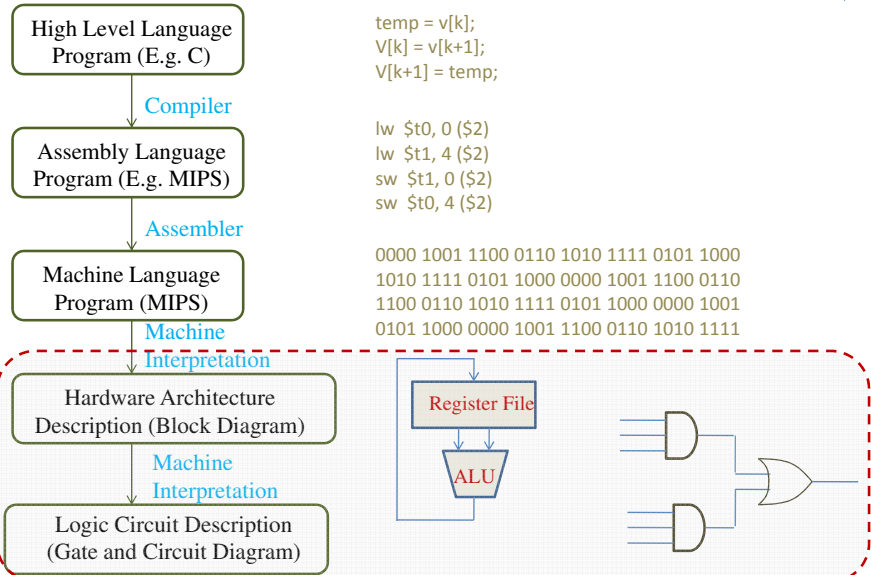 High Level Language
Program (E.g. C)
temp = v[k];
V[k] = v[k+1];
V[k+1] = temp;
Compiler
Assembly Language
Program (E.g. MIPS)
lw $t0, 0 ($2)
lw $t1, 4 ($2)
sw $t1, 0 ($2)
sw $t0, 4 ($2)
Assembler
Machine Language
Program (MIPS)
0000 1001 1100 0110 1010 1111 0101 1000
1010 1111 0101 1000 0000 1001 1100 0110
1100 0110 1010 1111 0101 1000 0000 1001
0101 1000 0000 1001 1100 0110 1010 1111
Machine
Interpretation
Hardware Architecture
Description (Block Diagram)
Register File
ALU
Machine
Interpretation
Logic Circuit Description
(Gate and Circuit Diagram)